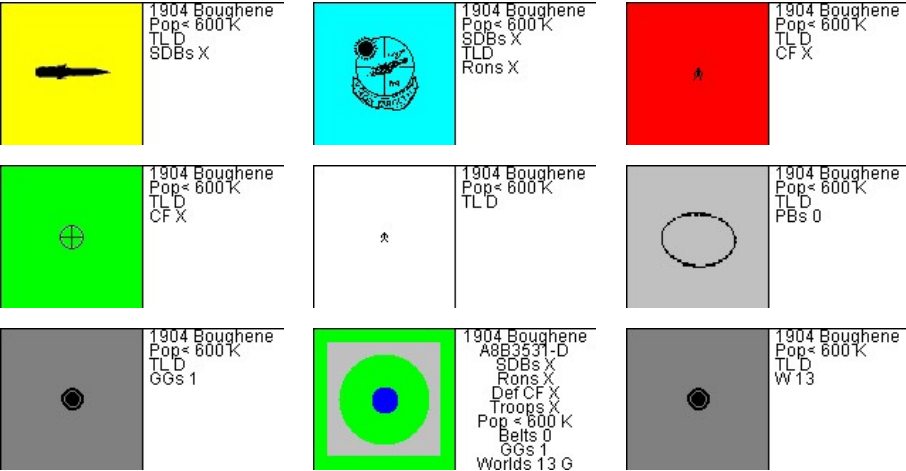 1904 Boughene
Pop< 600 K
TL D
SDBs X
1904 Boughene
Pop< 600 K
SDBs X
TLD
Rons X
1904 Boughene
Pop< 600 K
TL D
CF X
1904 Boughene
Pop< 600 K
TL D
CF X
1904 Boughene
Pop< 600 K
TL D
1904 Boughene
Pop< 600 K
TL D
PBs 0
1904 Boughene
Pop< 600 K
TL D
GGs 1
1904 Boughene
A8B3531-D
SDBs X
Rons X
Def CF X
Troops X
Pop < 600 K
Belts 0
GGs 1
Worlds 13 G
1904 Boughene
Pop< 600 K
TL D
W 13